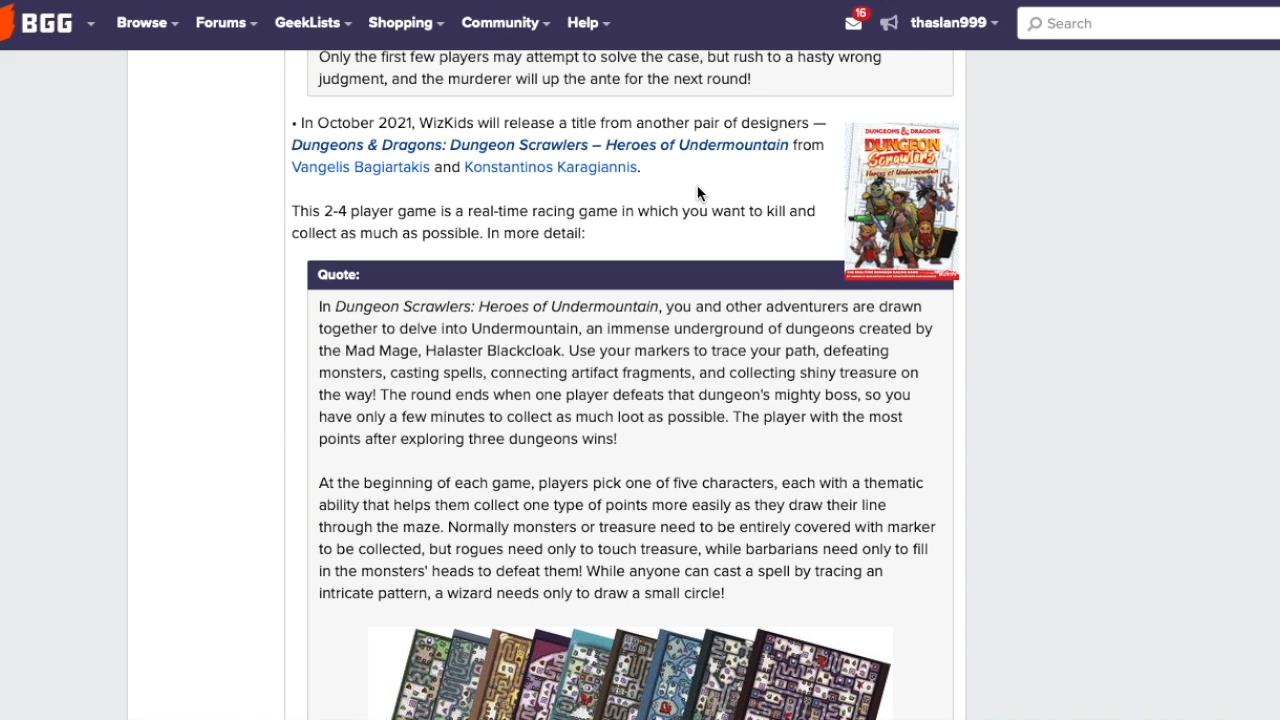 BGG Browse Forums GeekLists Shopping Community Help 16 thaslan999 Search
Only the first few players may attempt to solve the case, but rush to a hasty wrong
judgment, and the murderer will up the ante for the next round!
• In October 2021, WizKids will release a title from another pair of designers —
Dungeons & Dragons: Dungeon Scrawlers – Heroes of Undermountain from
Vangelis Bagiartakis and Konstantinos Karagiannis.
DUNGEONS & DRAGONS
DUNGEON
Scrawlers
Heroes of Undermountain
This 2-4 player game is a real-time racing game in which you want to kill and
collect as much as possible. In more detail:
Quote:
In Dungeon Scrawlers: Heroes of Undermountain, you and other adventurers are drawn
together to delve into Undermountain, an immense underground of dungeons created by
the Mad Mage, Halaster Blackcloak. Use your markers to trace your path, defeating
monsters, casting spells, connecting artifact fragments, and collecting shiny treasure on
the way! The round ends when one player defeats that dungeon's mighty boss, so you
have only a few minutes to collect as much loot as possible. The player with the most
points after exploring three dungeons wins!
At the beginning of each game, players pick one of five characters, each with a thematic
ability that helps them collect one type of points more easily as they draw their line
through the maze. Normally monsters or treasure need to be entirely covered with marker
to be collected, but rogues need only to touch treasure, while barbarians need only to fill
in the monsters' heads to defeat them! While anyone can cast a spell by tracing an
intricate pattern, a wizard needs only to draw a small circle!